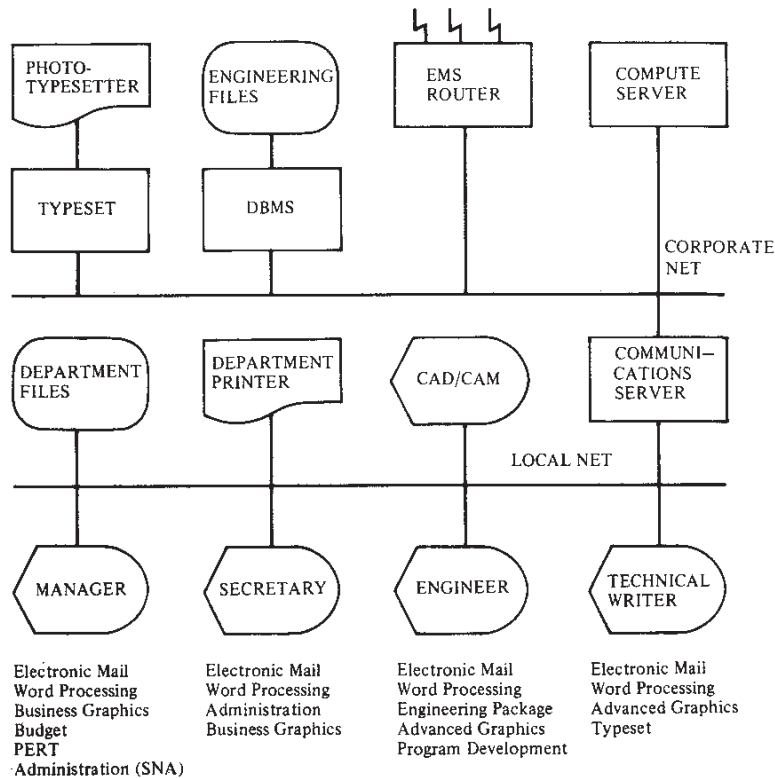 PHOTO-
TYPESETTER
ENGINEERING
FILES
EMS
ROUTER
COMPUTE
SERVER
TYPESET
DBMS
CORPORATE
NET
DEPARTMENT
FILES
DEPARTMENT
PRINTER
CAD/CAM
COMMUNI-
CATIONS
SERVER
LOCAL NET
MANAGER
SECRETARY
ENGINEER
TECHNICAL
WRITER
Electronic Mail
Word Processing
Business Graphics
Budget
PERT
Administration (SNA)
Electronic Mail
Word Processing
Administration
Business Graphics
Electronic Mail
Word Processing
Engineering Package
Advanced Graphics
Program Development
Electronic Mail
Word Processing
Advanced Graphics
Typeset